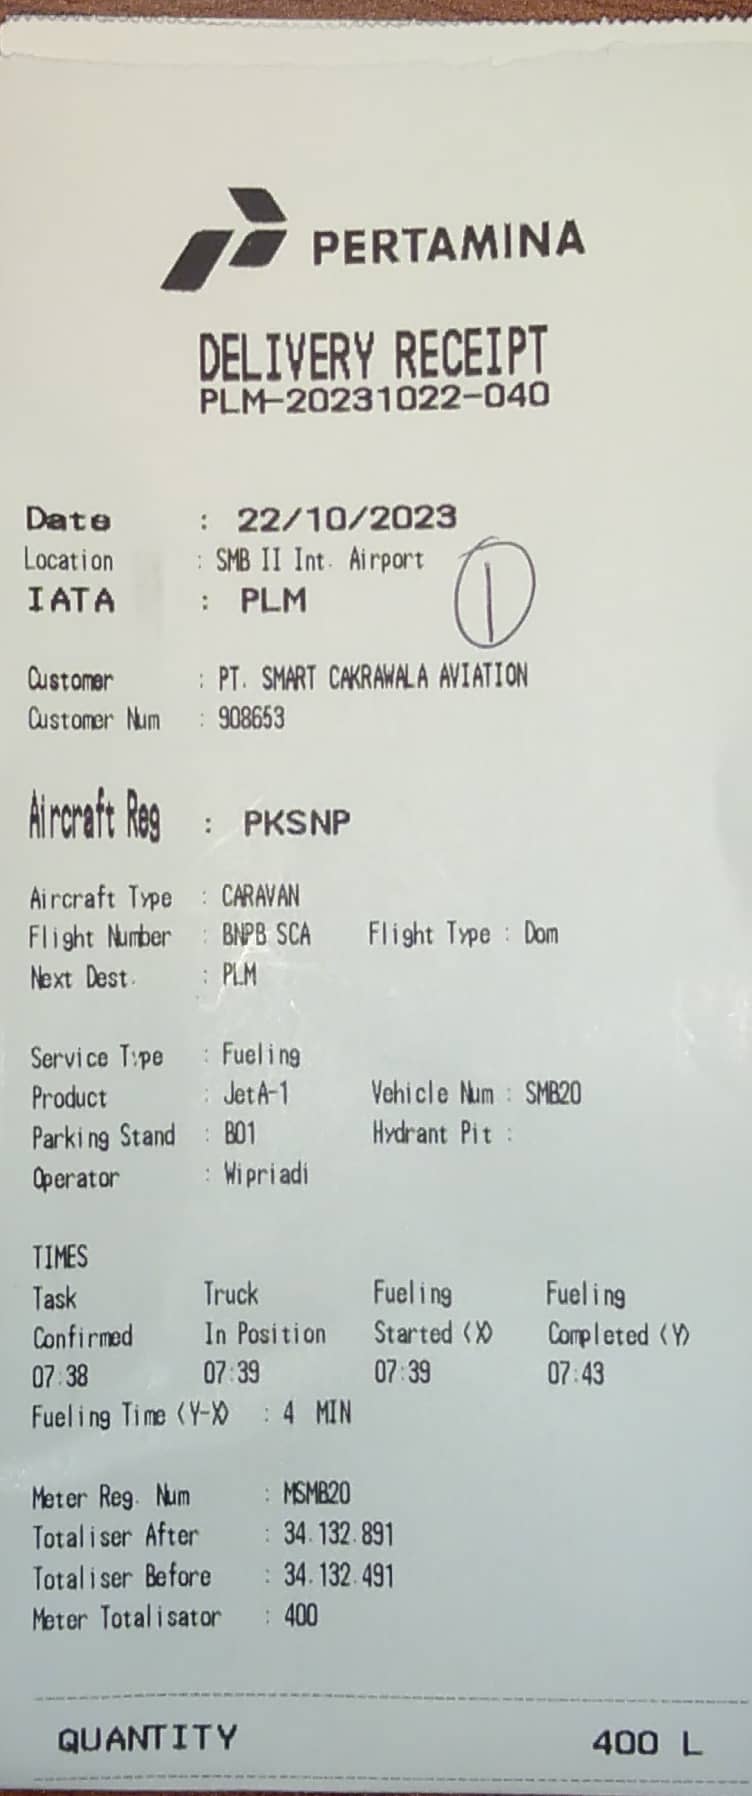 PERTAMINA
DELIVERY RECEIPT
PLM-20231022-040
Date : 22/10/2023
Location : SMB II Int. Airport
IATA : PLM
1
Customer : PT. SMART CAKRAWALA AVIATION
Customer Num : 908653
Aircraft Reg : PKSNP
Aircraft Type : CARAVAN
Flight Number : BNPB SCA Flight Type : Dom
Next Dest. : PLM
Service Type : Fueling
Product : JetA-1 Vehicle Num : SMB20
Parking Stand : B01 Hydrant Pit :
Operator : Wipriadi
TIMES
Task Truck Fueling Fueling
Confirmed In Position Started (X) Completed (Y)
07:38 07:39 07:39 07:43
Fueling Time (Y-X) : 4 MIN
Meter Reg. Num : MSMB20
Totaliser After : 34.132.891
Totaliser Before : 34.132.491
Meter Totalisator : 400
QUANTITY 400 L